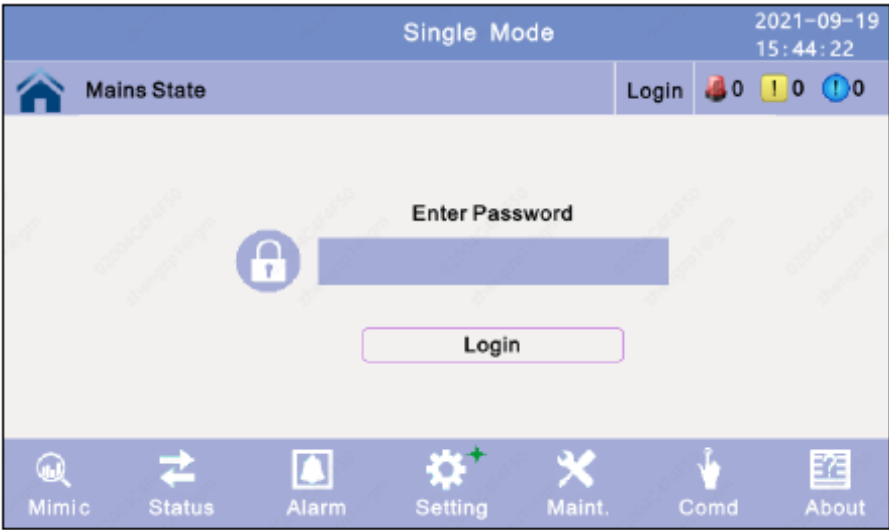 Single Mode
2021-09-19
15:44:22
Mains State
Login
0
! 0
! 0
Enter Password
Login
Mimic
Status
Alarm
Setting
Maint.
Comd
About